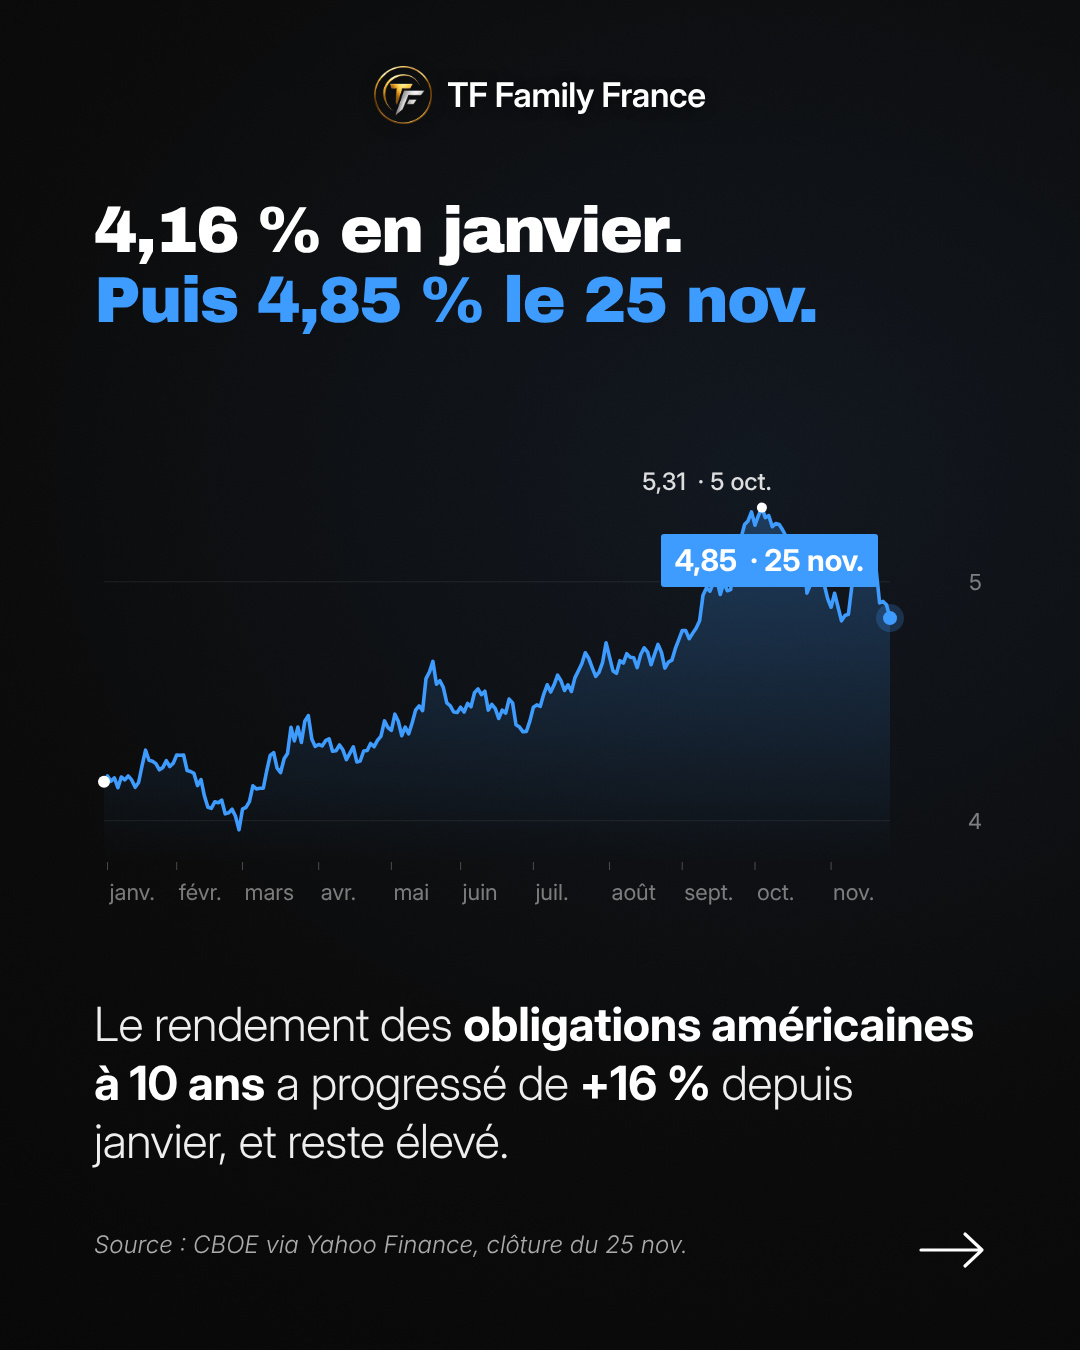 TF Family France
4,16 % en janvier.
Puis 4,85 % le 25 nov.
5,31 · 5 oct.
4,85 · 25 nov.
5
4
janv. févr. mars avr. mai juin juil. août sept. oct. nov.
Le rendement des obligations américaines
à 10 ans a progressé de +16 % depuis
janvier, et reste élevé.
Source : CBOE via Yahoo Finance, clôture du 25 nov.